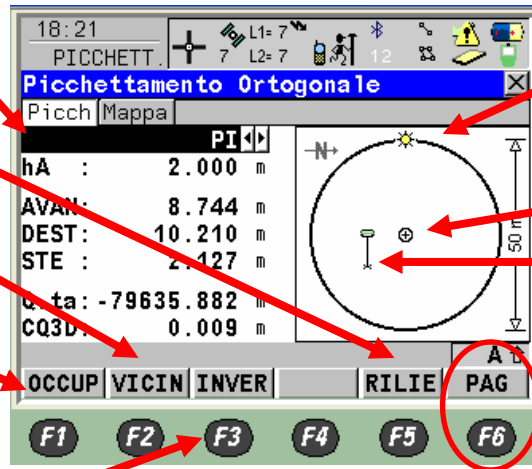 18:21
PICCHETT.
L1= 7
7 L2= 7
12
Picchettamento Ortogonale
Picch Mappa
PI
N
hA : 2.000 m
AVAN: 8.744 m
DEST: 10.210 m
STE : 2.127 m
Q.ta: -79635.882 m
CQ3D: 0.009 m
50 m
A
OCCUP VICIN INVER RILIE PAG
F1 F2 F3 F4 F5 F6